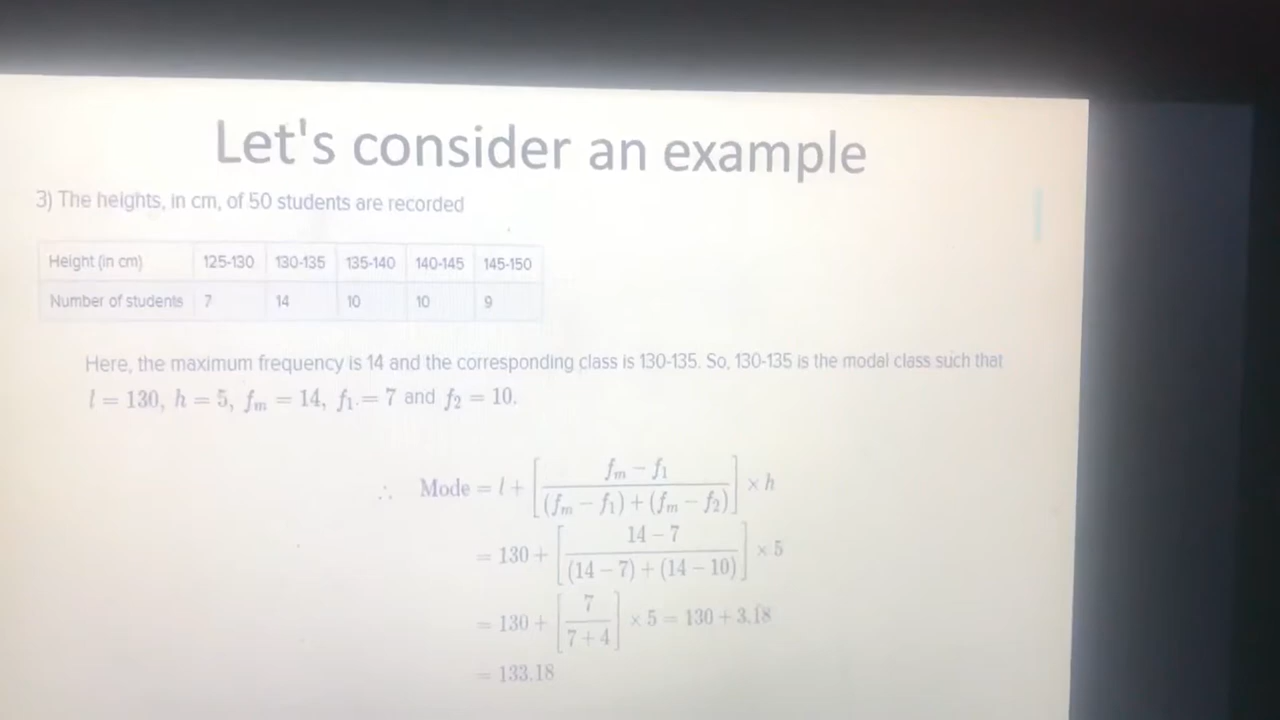 Let's consider an example
3) The heights, in cm, of 50 students are recorded
Height (in cm) 125-130 130-135 135-140 140-145 145-150
Number of students 7 14 10 10 9
Here, the maximum frequency is 14 and the corresponding class is 130-135. So, 130-135 is the modal class such that
l = 130, h = 5, fₘ = 14, f₁ = 7 and f₂ = 10.
∴ Mode = l + [ (fₘ − f₁) / ((fₘ − f₁) + (fₘ − f₂)) ] × h
= 130 + [ (14 − 7) / ((14 − 7) + (14 − 10)) ] × 5
= 130 + [ 7 / (7 + 4) ] × 5 = 130 + 3.18
= 133.18